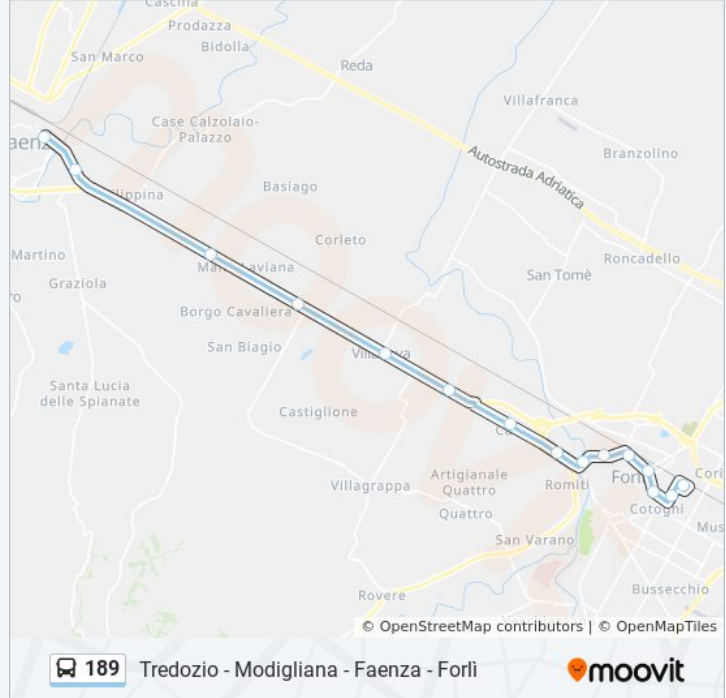 Cascina
Prodazza
Bidolla
San Marco
Reda
Villafranca
Case Calzolaio-
Palazzo
Branzolino
Autostrada Adriatica
Basiago
Corleto
Martino
Graziola
Roncadello
San Tomè
Borgo Cavaliera
San Biagio
Santa Lucia
delle Spianate
Castiglione
Villagrappa
Artigianale
Quattro
Quattro
Romiti
Cotogni
San Varano
Bussecchio
Rovere
© OpenStreetMap contributors | © OpenMapTiles
189 Tredozio - Modigliana - Faenza - Forlì
moovit